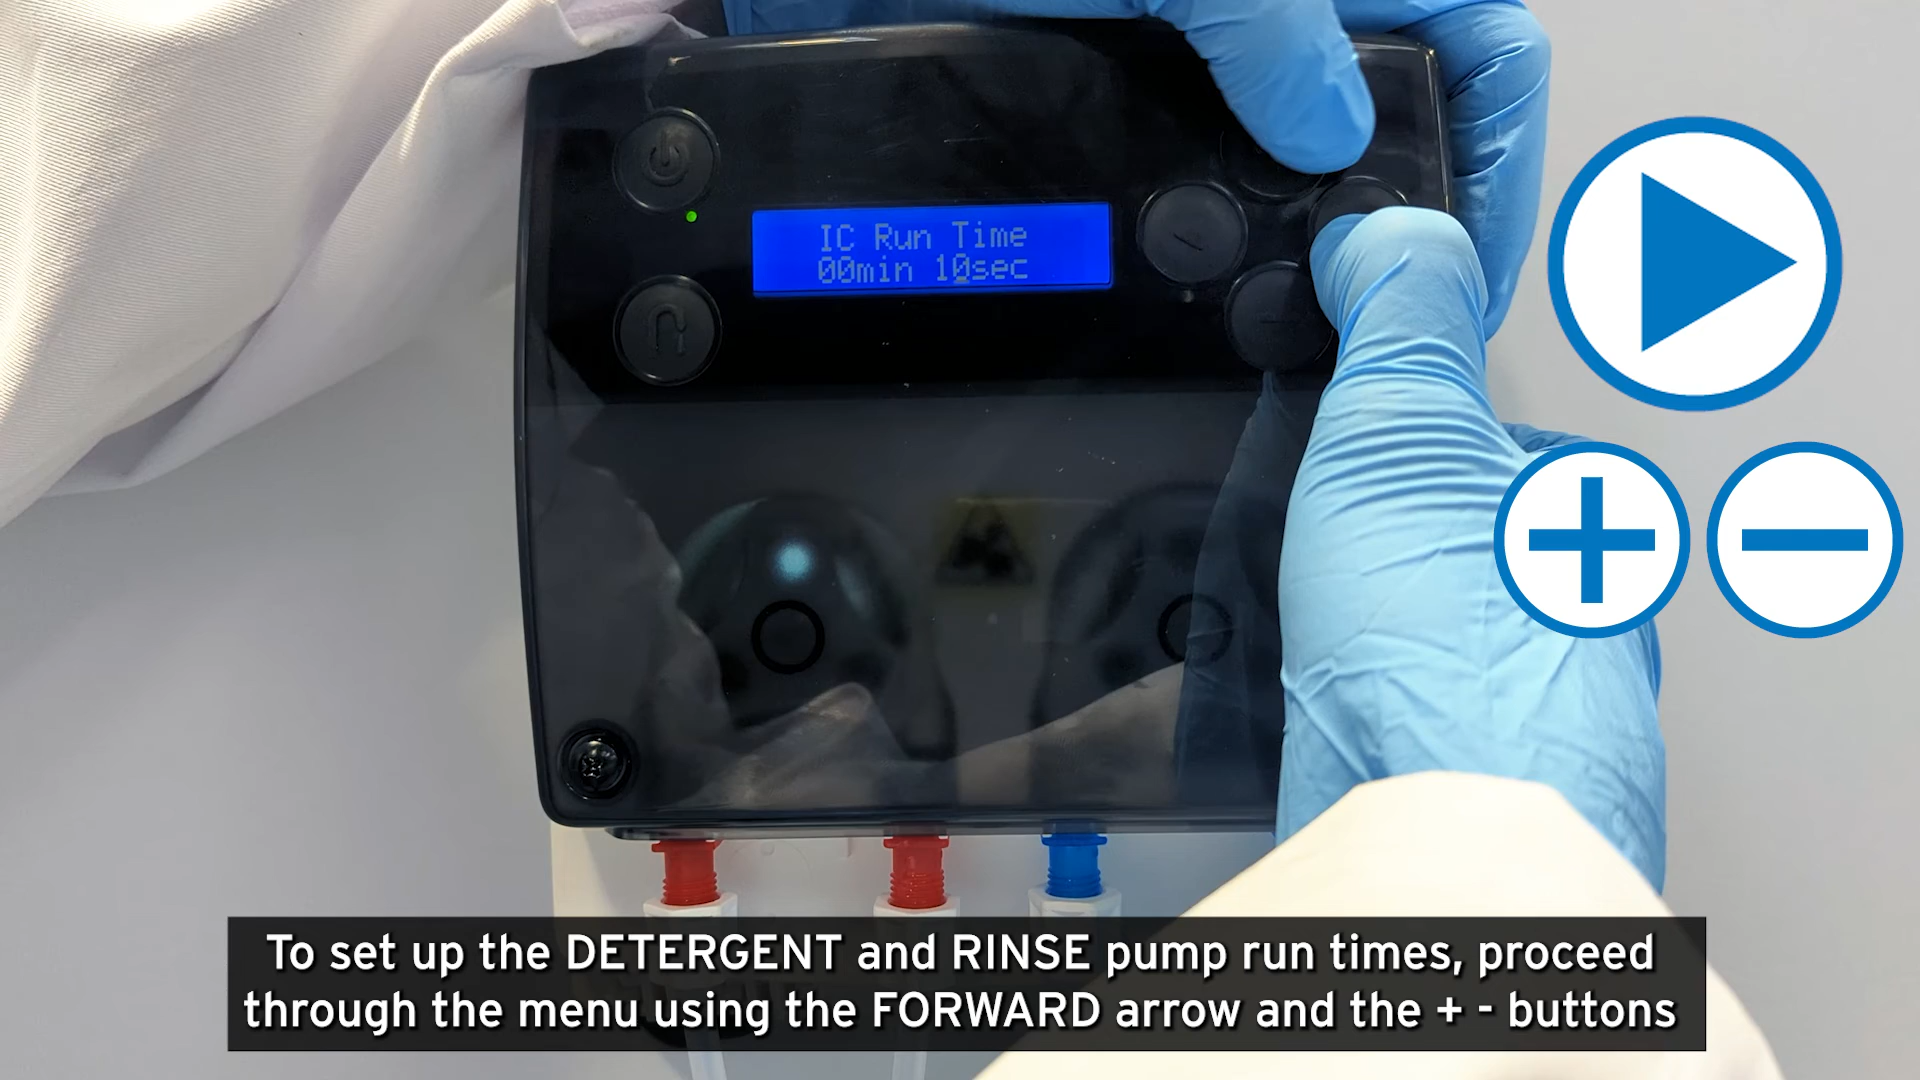 IC Run Time
00min 10sec
To set up the DETERGENT and RINSE pump run times, proceed
through the menu using the FORWARD arrow and the + - buttons